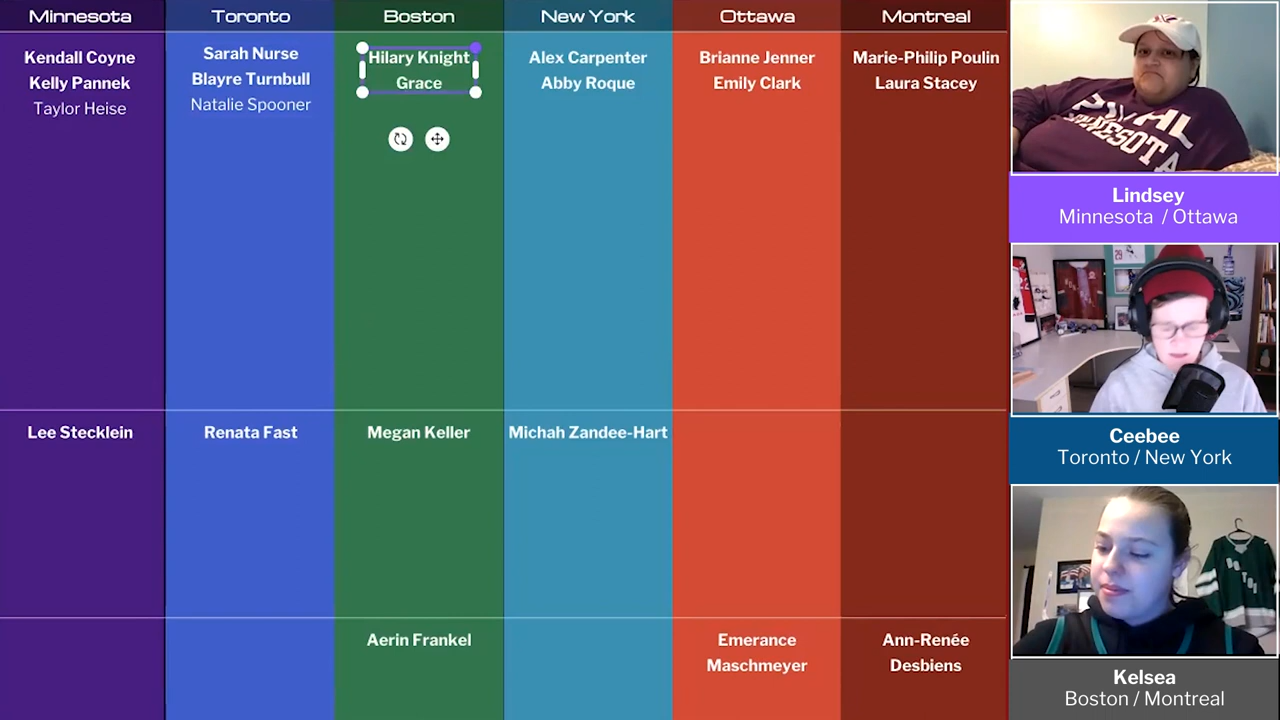 Minnesota
Toronto
Boston
New York
Ottawa
Montreal
Kendall Coyne
Kelly Pannek
Taylor Heise
Sarah Nurse
Blayre Turnbull
Natalie Spooner
Hilary Knight
Grace
Alex Carpenter
Abby Roque
Brianne Jenner
Emily Clark
Marie-Philip Poulin
Laura Stacey
Lee Stecklein
Renata Fast
Megan Keller
Michah Zandee-Hart
Aerin Frankel
Emerance
Maschmeyer
Ann-Renée
Desbiens
MINNESOTA
Lindsey
Minnesota / Ottawa
Ceebee
Toronto / New York
Kelsea
Boston / Montreal